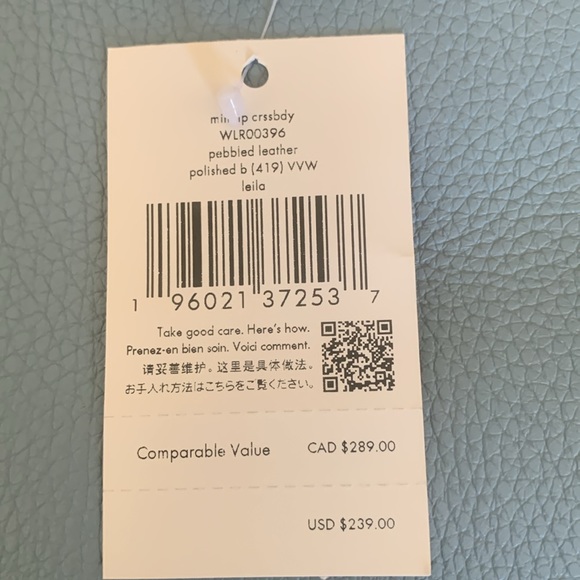 crssbdy
WLR00396
pebbled leather
polished b (419) VVW
leila
1 96021 37253 7
Take good care. Here's how.
Prenez-en bien soin. Voici comment.
请妥善维护。这里是具体做法。
お手入れ方法はこちらをご覧ください。
Comparable Value CAD $289.00
USD $239.00